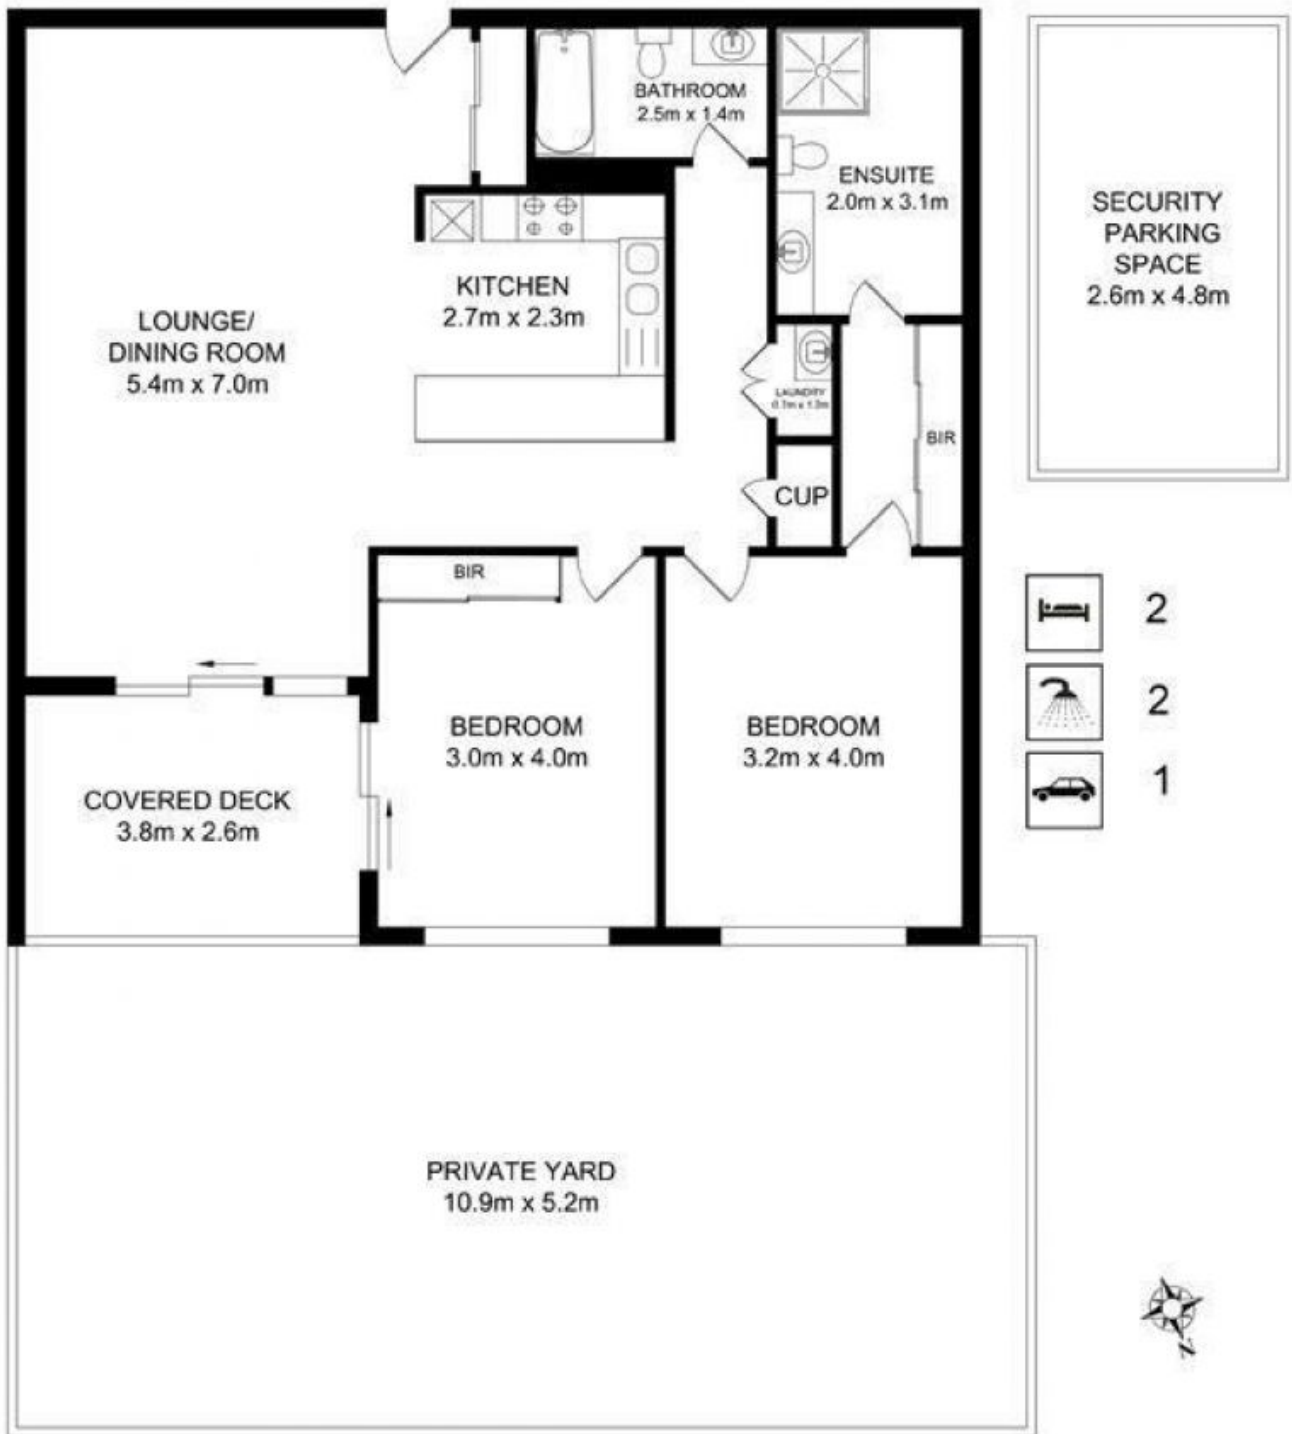 BATHROOM
2.5m x 1.4m
ENSUITE
2.0m x 3.1m
SECURITY
PARKING
SPACE
2.6m x 4.8m
KITCHEN
2.7m x 2.3m
LOUNGE/
DINING ROOM
5.4m x 7.0m
LAUNDRY
BIR
CUP
BIR
2
2
1
BEDROOM
3.0m x 4.0m
BEDROOM
3.2m x 4.0m
COVERED DECK
3.8m x 2.6m
PRIVATE YARD
10.9m x 5.2m
N